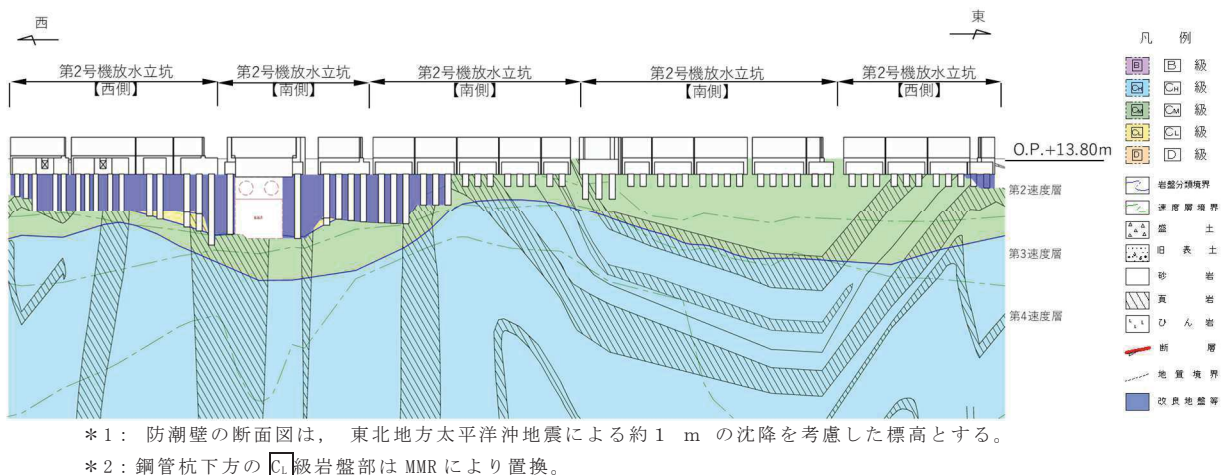 西
東
第2号機放水立坑
【西側】
第2号機放水立坑
【南側】
第2号機放水立坑
【南側】
第2号機放水立坑
【南側】
第2号機放水立坑
【西側】
O.P.+13.80m
第2速度層
第3速度層
第4速度層
凡 例
B B 級
CH CH 級
CM CM 級
CL CL 級
D D 級
岩盤分類境界
速度層境界
盛 土
旧 表 土
砂 岩
頁 岩
ひ ん 岩
断 層
地 質 境 界
改 良 地 盤 等
*1: 防潮壁の断面図は, 東北地方太平洋沖地震による約1 m の沈降を考慮した標高とする。
*2:鋼管杭下方の CL 級岩盤部は MMR により置換。